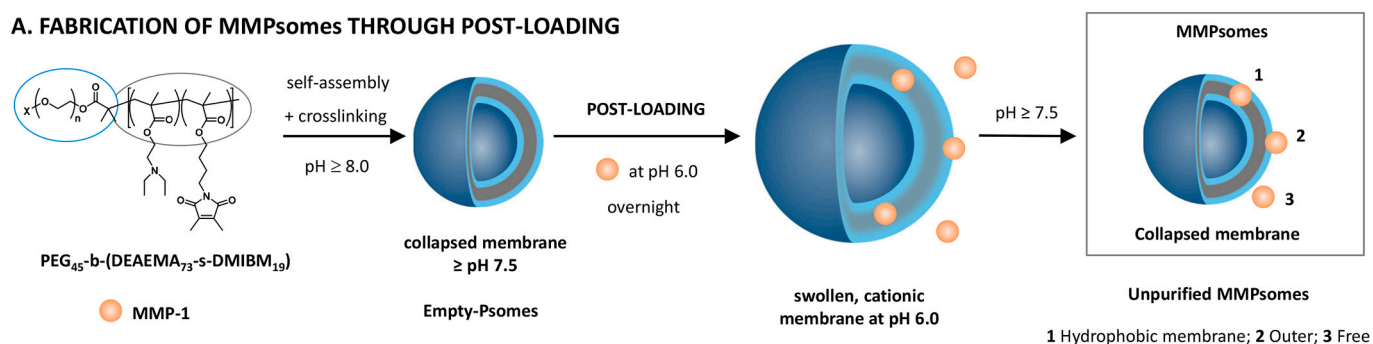 A. FABRICATION OF MMPsomes THROUGH POST-LOADING
X
O
n
O
O
O
O
O
O
N
N
O
O
PEG45-b-(DEAEMA73-s-DMIBM19)
MMP-1
self-assembly
+ crosslinking
pH ≥ 8.0
collapsed membrane
≥ pH 7.5
Empty-Psomes
POST-LOADING
at pH 6.0
overnight
swollen, cationic
membrane at pH 6.0
pH ≥ 7.5
MMPsomes
1
2
3
Collapsed membrane
Unpurified MMPsomes
1 Hydrophobic membrane; 2 Outer; 3 Free